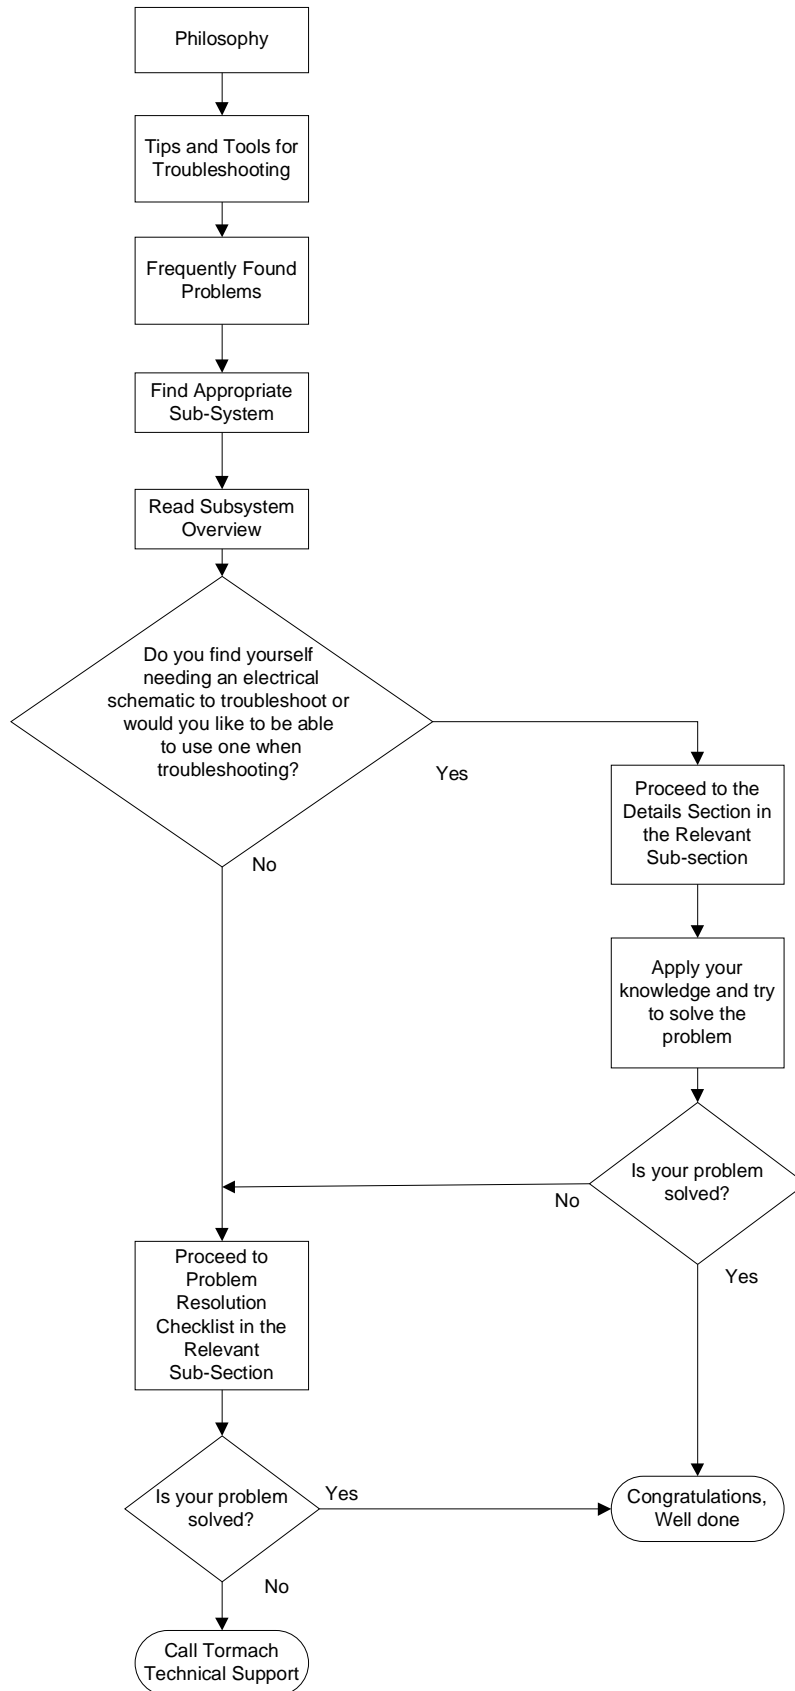 Philosophy
Tips and Tools for
Troubleshooting
Frequently Found
Problems
Find Appropriate
Sub-System
Read Subsystem
Overview
Do you find yourself
needing an electrical
schematic to troubleshoot or
would you like to be able
to use one when
troubleshooting?
Yes
No
Proceed to the
Details Section in
the Relevant
Sub-section
Apply your
knowledge and try
to solve the
problem
Is your problem
solved?
No
Yes
Proceed to
Problem
Resolution
Checklist in the
Relevant
Sub-Section
Is your problem
solved?
Yes
No
Congratulations,
Well done
Call Tormach
Technical Support